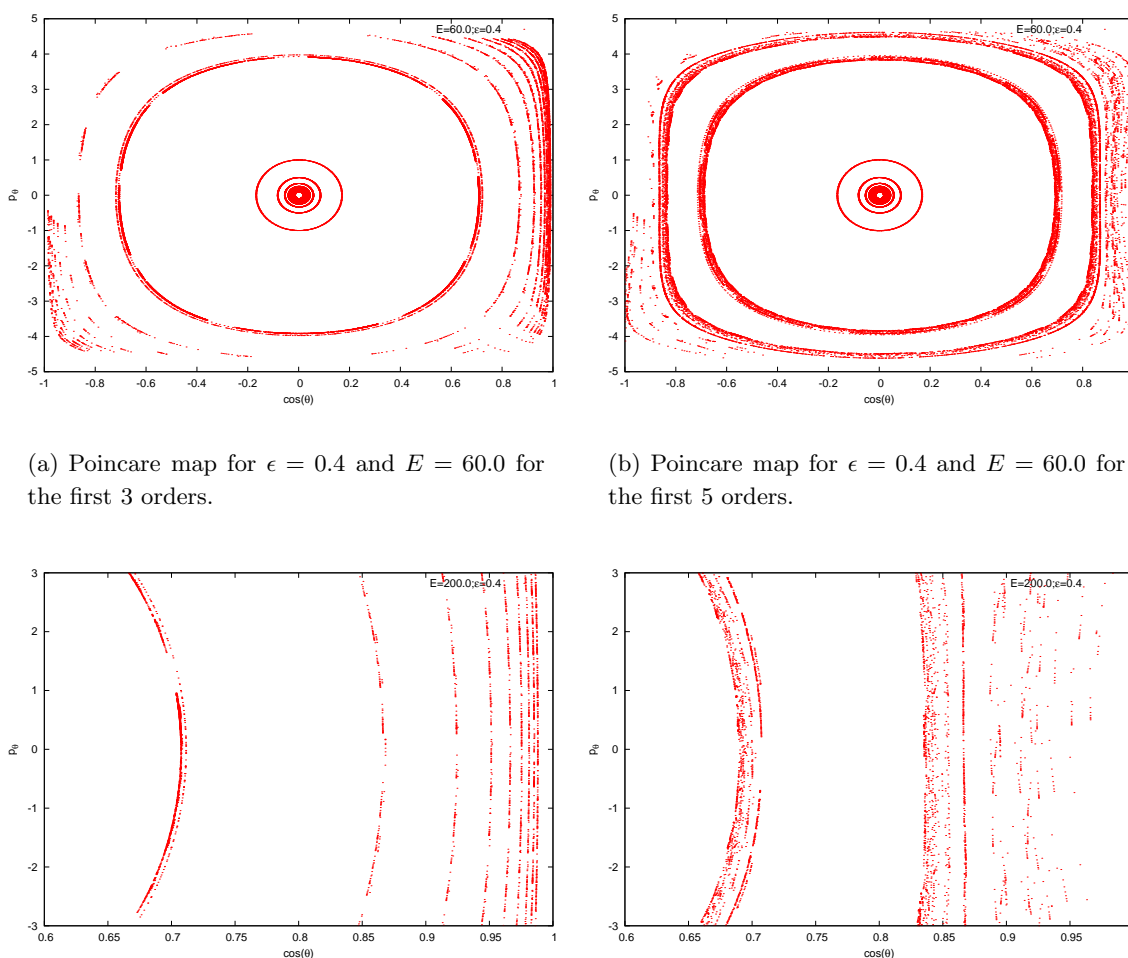 E=60.0;ε=0.4
5
4
3
2
1
0
-1
-2
-3
-4
-5
pθ
-1 -0.8 -0.6 -0.4 -0.2 0 0.2 0.4 0.6 0.8 1
cos(θ)
E=60.0;ε=0.4
5
4
3
2
1
0
-1
-2
-3
-4
-5
pθ
-1 -0.8 -0.6 -0.4 -0.2 0 0.2 0.4 0.6 0.8
cos(θ)
(a) Poincare map for ϵ = 0.4 and E = 60.0 for
the first 3 orders.
(b) Poincare map for ϵ = 0.4 and E = 60.0 for
the first 5 orders.
E=200.0;ε=0.4
3
2
1
0
-1
-2
-3
pθ
0.6 0.65 0.7 0.75 0.8 0.85 0.9 0.95 1
cos(θ)
E=200.0;ε=0.4
3
2
1
0
-1
-2
-3
pθ
0.6 0.65 0.7 0.75 0.8 0.85 0.9 0.95
cos(θ)